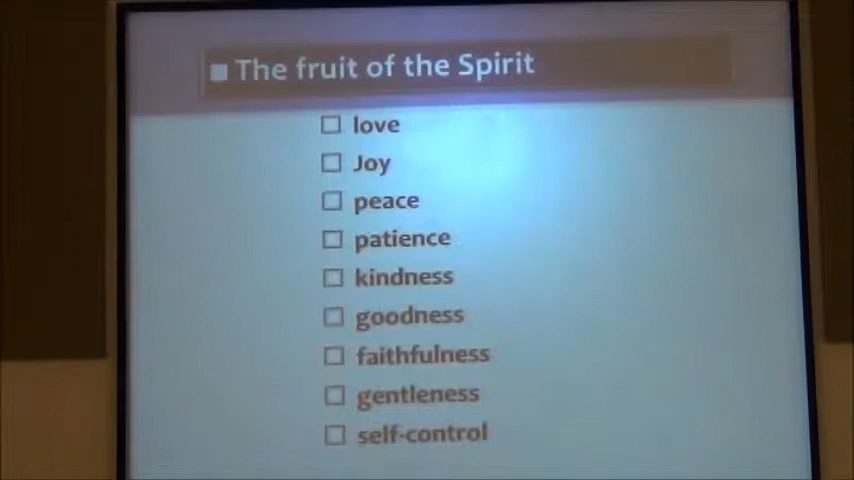 ■ The fruit of the Spirit
□ love
□ Joy
□ peace
□ patience
□ kindness
□ goodness
□ faithfulness
□ gentleness
□ self-control